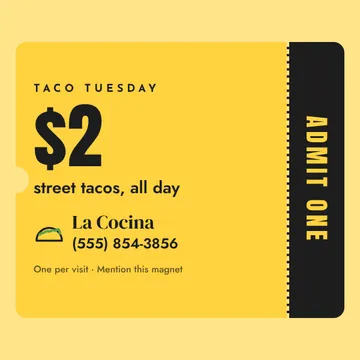 TACO TUESDAY
$2
street tacos, all day
La Cocina
(555) 854-3856
One per visit · Mention this magnet
ADMIT ONE